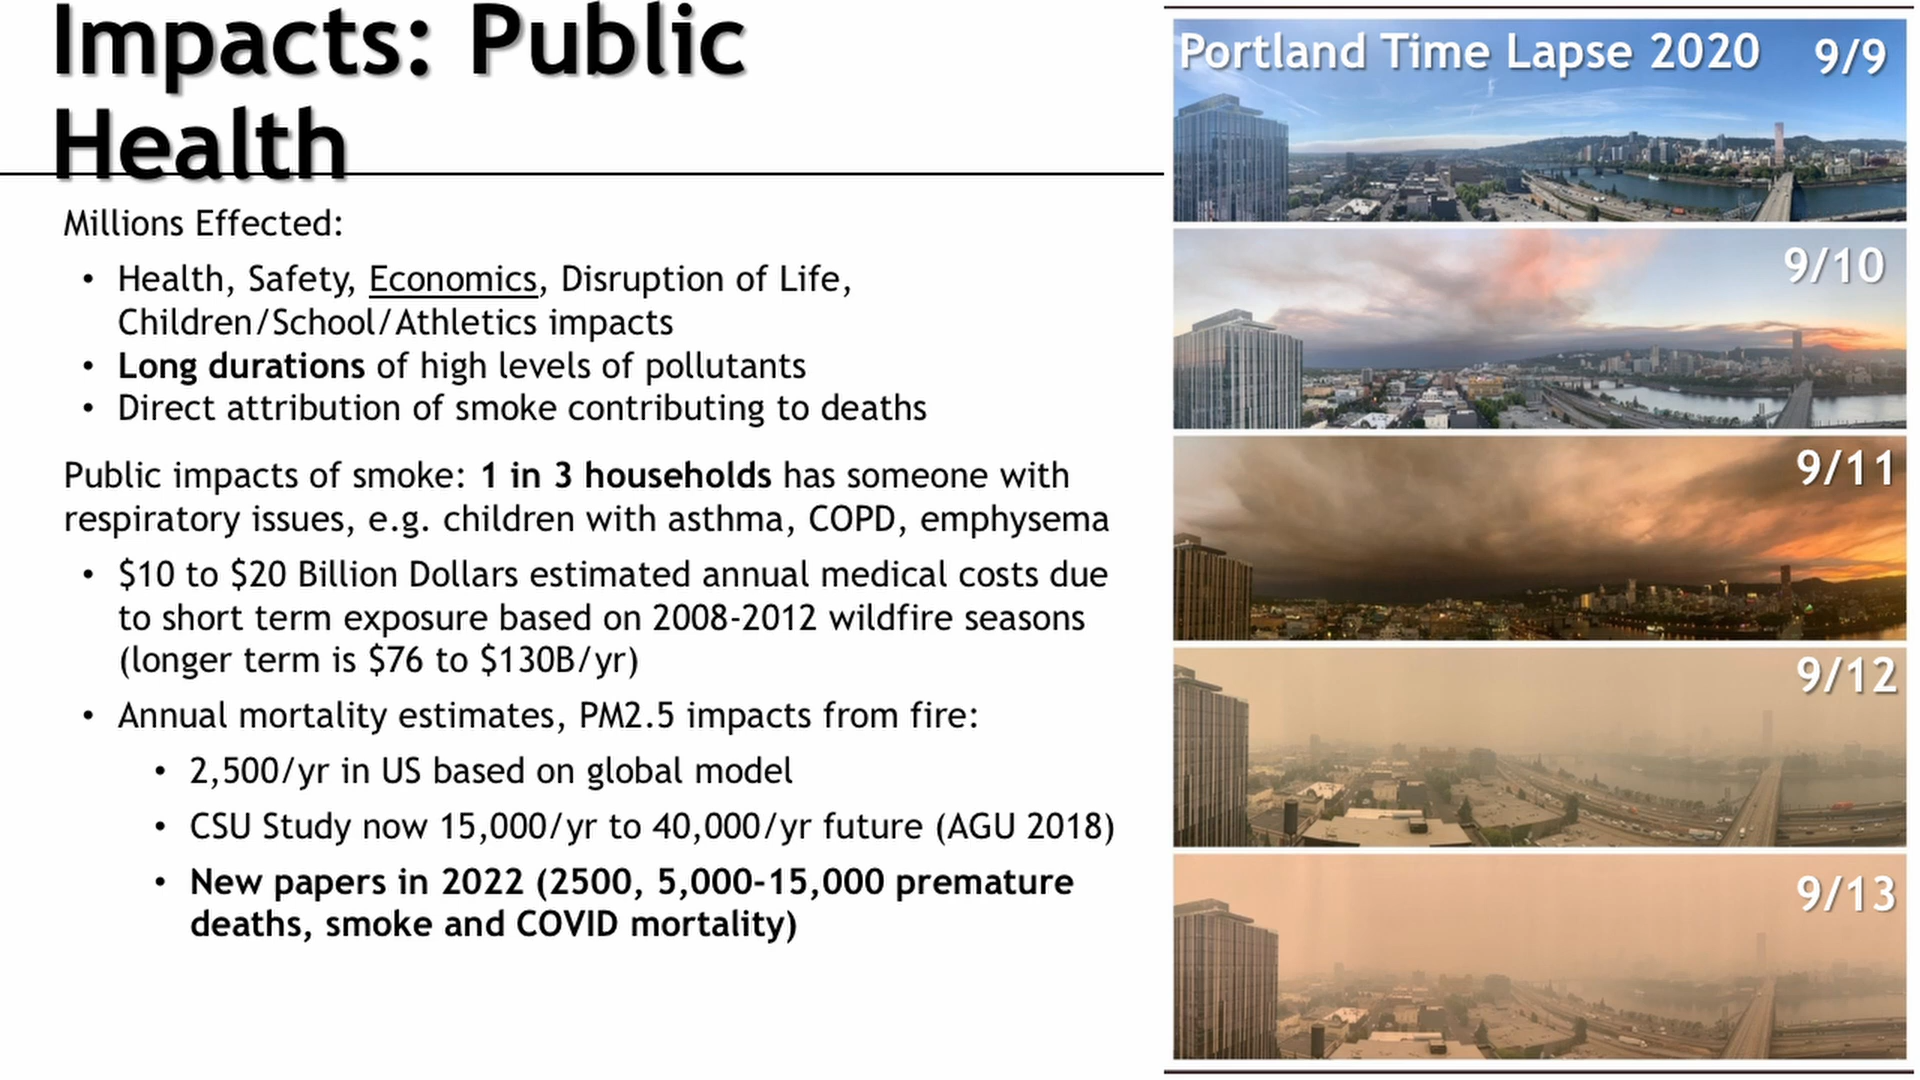 Impacts: Public
Health
Millions Effected:
• Health, Safety, Economics, Disruption of Life,
Children/School/Athletics impacts
• Long durations of high levels of pollutants
• Direct attribution of smoke contributing to deaths
Public impacts of smoke: 1 in 3 households has someone with
respiratory issues, e.g. children with asthma, COPD, emphysema
• $10 to $20 Billion Dollars estimated annual medical costs due
to short term exposure based on 2008-2012 wildfire seasons
(longer term is $76 to $130B/yr)
• Annual mortality estimates, PM2.5 impacts from fire:
• 2,500/yr in US based on global model
• CSU Study now 15,000/yr to 40,000/yr future (AGU 2018)
• New papers in 2022 (2500, 5,000-15,000 premature
deaths, smoke and COVID mortality)
Portland Time Lapse 2020 9/9
9/10
9/11
9/12
9/13